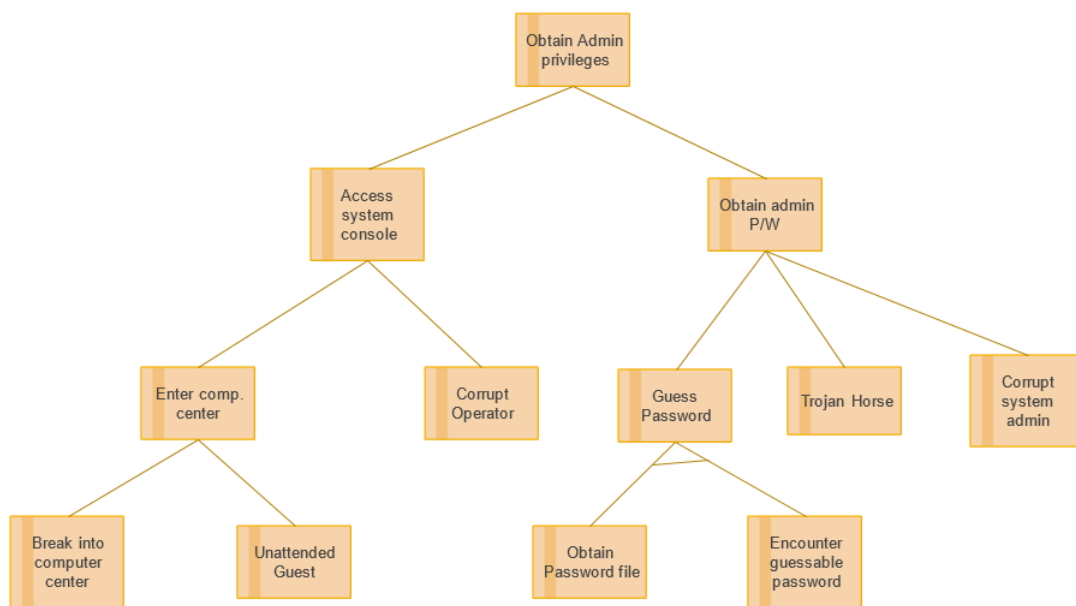 Obtain Admin
privileges
Access
system
console
Obtain admin
P/W
Enter comp.
center
Corrupt
Operator
Guess
Password
Trojan Horse
Corrupt
system
admin
Break into
computer
center
Unattended
Guest
Obtain
Password file
Encounter
guessable
password